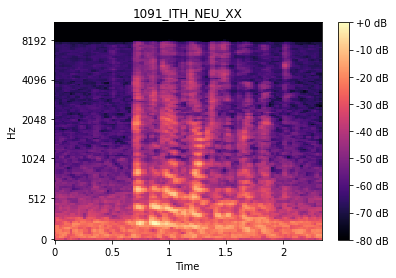 1091_ITH_NEU_XX
+0 dB
8192
-10 dB
4096
-20 dB
-30 dB
2048
-40 dB
Hz
1024
-50 dB
512
-60 dB
-70 dB
0
-80 dB
0 0.5 1 1.5 2
Time